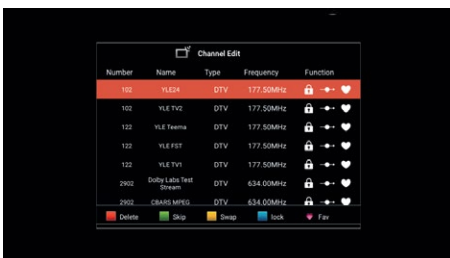 Channel Edit
Number Name Type Frequency Function
102 YLE24 DTV 177.50MHz
102 YLE TV2 DTV 177.50MHz
122 YLE Teema DTV 177.50MHz
122 YLE FST DTV 177.50MHz
122 YLE TV1 DTV 177.50MHz
2902 Dolby Labs Test Stream DTV 634.00MHz
2902 CBARS MPEG DTV 634.00MHz
Delete Skip Swap lock Fav